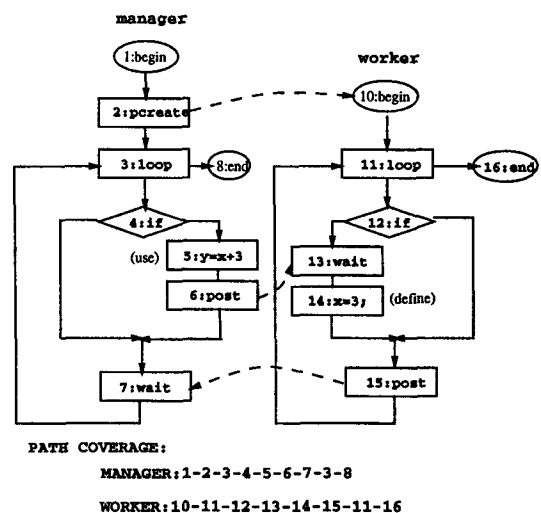 manager
1:begin
2:pcreate
3:loop
8:end
4:if
(use)
5:y=x+3
6:post
7:wait
worker
10:begin
11:loop
16:end
12:if
13:wait
14:x=3;
(define)
15:post
PATH COVERAGE:
MANAGER:1-2-3-4-5-6-7-3-8
WORKER:10-11-12-13-14-15-11-16